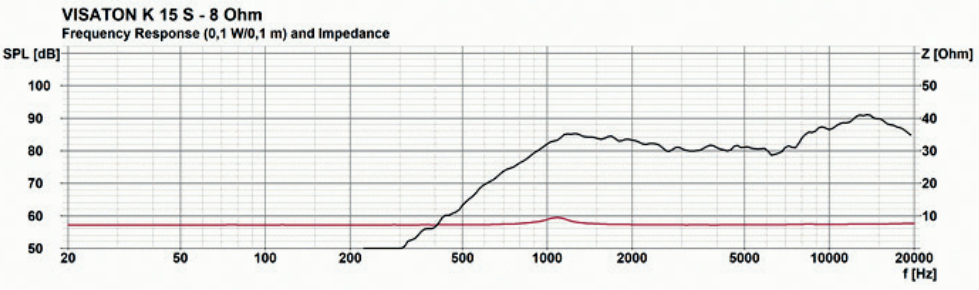 VISATON K 15 S - 8 Ohm
Frequency Response (0,1 W/0,1 m) and Impedance
SPL [dB] Z [Ohm]
100 50
90 40
80 30
70 20
60 10
50
20 50 100 200 500 1000 2000 5000 10000 20000
f [Hz]